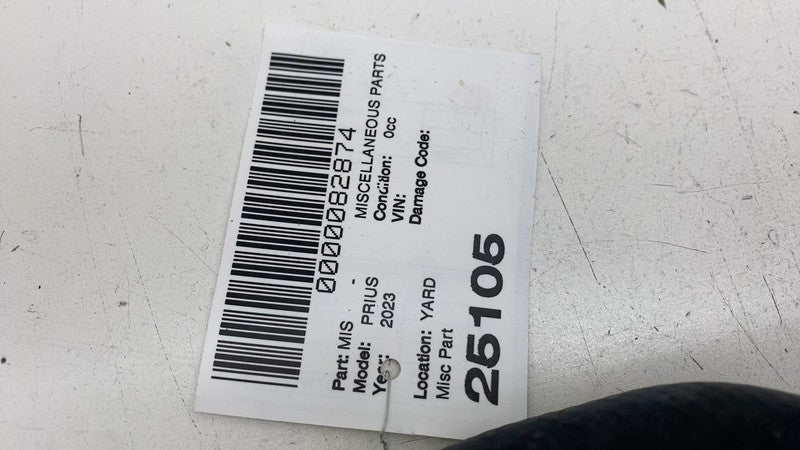 0000082874
Part: MIS - MISCELLANEOUS PARTS
Model: PRIUS Condition: 0cc
Year: 2023 VIN:
Damage Code:
Location: YARD
Misc Part
25105